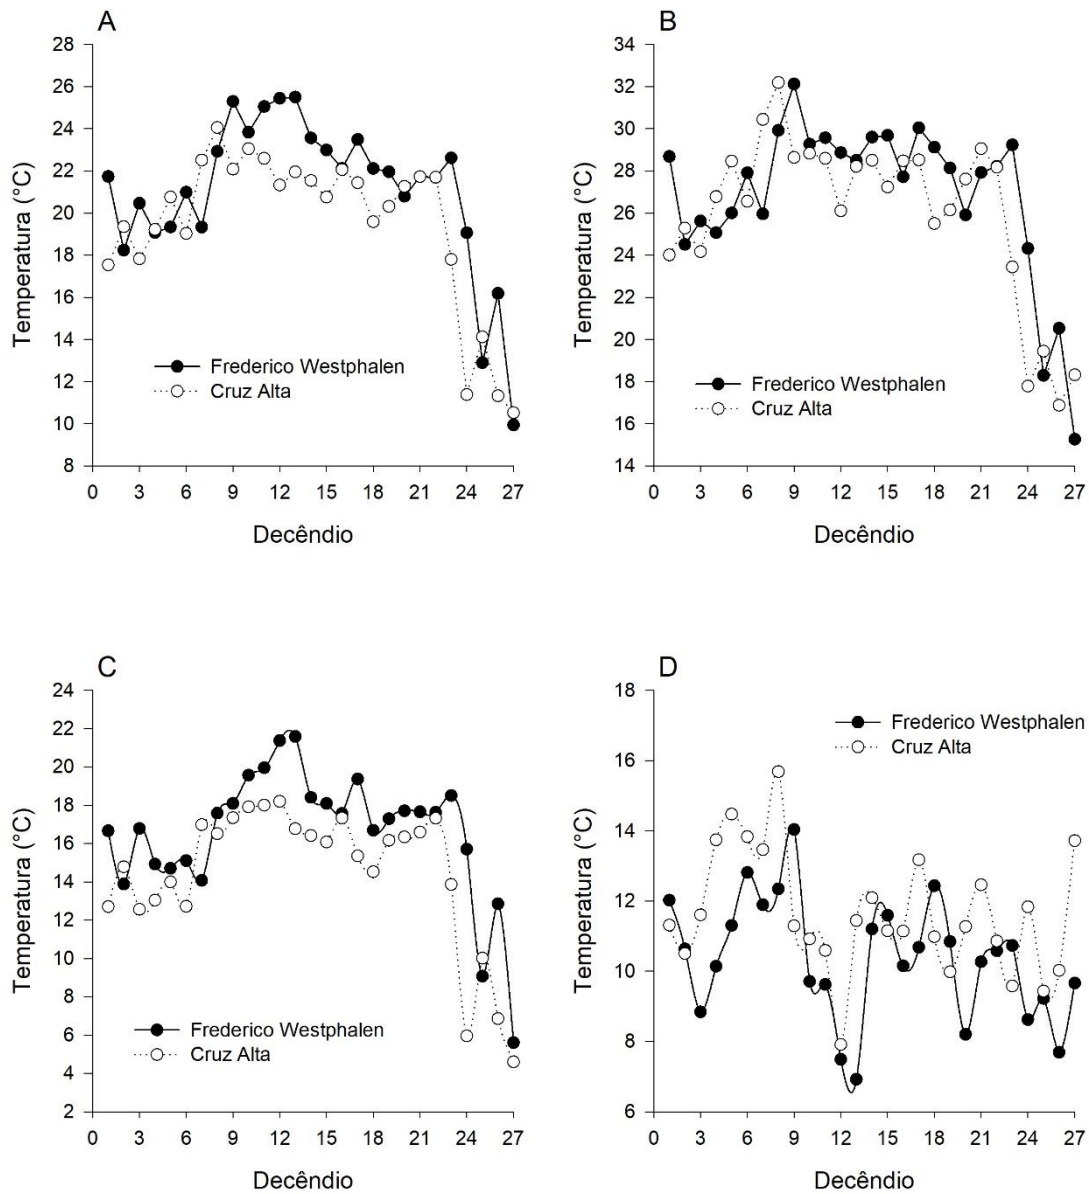 A
Temperatura (°C)
28
26
24
22
20
18
16
14
12
10
8
Frederico Westphalen
Cruz Alta
0 3 6 9 12 15 18 21 24 27
Decêndio
B
Temperatura (°C)
34
32
30
28
26
24
22
20
18
16
14
Frederico Westphalen
Cruz Alta
0 3 6 9 12 15 18 21 24 27
Decêndio
C
Temperatura (°C)
24
22
20
18
16
14
12
10
8
6
4
2
Frederico Westphalen
Cruz Alta
0 3 6 9 12 15 18 21 24 27
Decêndio
D
Temperatura (°C)
18
16
14
12
10
8
6
Frederico Westphalen
Cruz Alta
0 3 6 9 12 15 18 21 24 27
Decêndio